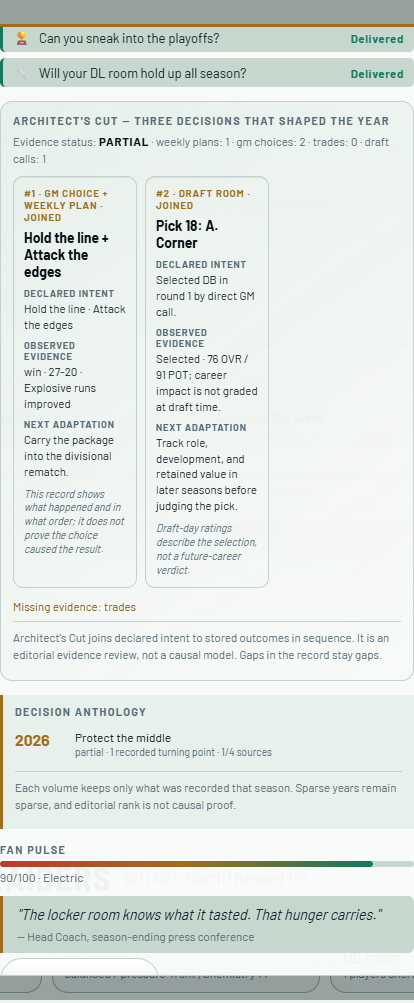 Can you sneak into the playoffs? Delivered
Will your DL room hold up all season? Delivered
ARCHITECT'S CUT — THREE DECISIONS THAT SHAPED THE YEAR
Evidence status: PARTIAL · weekly plans: 1 · gm choices: 2 · trades: 0 · draft
calls: 1
#1 · GM CHOICE +
WEEKLY PLAN ·
JOINED
Hold the line +
Attack the
edges
DECLARED INTENT
Hold the line · Attack
the edges
OBSERVED
EVIDENCE
win · 27-20 ·
Explosive runs
improved
NEXT ADAPTATION
Carry the package
into the divisional
rematch.
This record shows
what happened and in
what order; it does not
prove the choice
caused the result.
#2 · DRAFT ROOM ·
JOINED
Pick 18: A.
Corner
DECLARED INTENT
Selected DB in
round 1 by direct GM
call.
OBSERVED
EVIDENCE
Selected · 76 OVR /
91 POT; career
impact is not graded
at draft time.
NEXT ADAPTATION
Track role,
development, and
retained value in
later seasons before
judging the pick.
Draft-day ratings
describe the selection,
not a future-career
verdict.
Missing evidence: trades
Architect's Cut joins declared intent to stored outcomes in sequence. It is an
editorial evidence review, not a causal model. Gaps in the record stay gaps.
DECISION ANTHOLOGY
2026 Protect the middle
partial · 1 recorded turning point · 1/4 sources
Each volume keeps only what was recorded that season. Sparse years remain
sparse, and editorial rank is not causal proof.
FAN PULSE
90/100 · Electric
RAIDERS BR | NFC North | Record 1-0
"The locker room knows what it tasted. That hunger carries."
— Head Coach, season-ending press conference
DL room